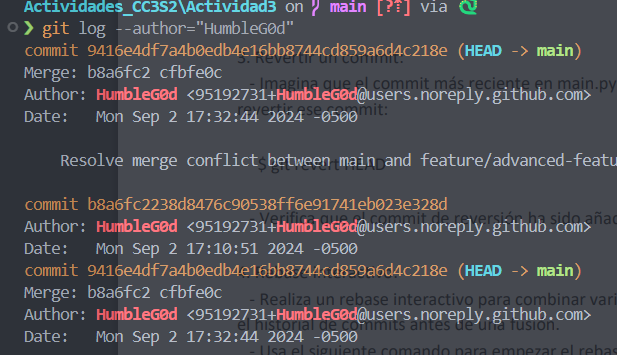 Actividades_CC3S2\Actividad3 on main [?⇡] via
❯ git log --author="HumbleG0d"
commit 9416e4df7a4b0edb4e16bb8744cd859a6d4c218e (HEAD -> main)
3. Revertir un commit:
Merge: b8a6fc2 cfbfe0c
- Imagina que el commit más reciente en main.py
Author: HumbleG0d <95192731+HumbleG0d@users.noreply.github.com>
revertir ese commit:
Date:   Mon Sep 2 17:32:44 2024 -0500
Resolve merge conflict between main and feature/advanced-featu
$ git revert HEAD
commit b8a6fc2238d8476c90538ff6e91741eb023e328d
- Verifica que el commit de reversión ha sido añad
Author: HumbleG0d <95192731+HumbleG0d@users.noreply.github.com>
Date:   Mon Sep 2 17:10:51 2024 -0500
commit 9416e4df7a4b0edb4e16bb8744cd859a6d4c218e (HEAD -> main)
Merge: b8a6fc2 cfbfe0c
- Realiza un rebase interactivo para combinar vari
Author: HumbleG0d <95192731+HumbleG0d@users.noreply.github.com>
el historial de commits antes de una fusión.
Date:   Mon Sep 2 17:32:44 2024 -0500
- Usa el siguiente comando para empezar el rebas